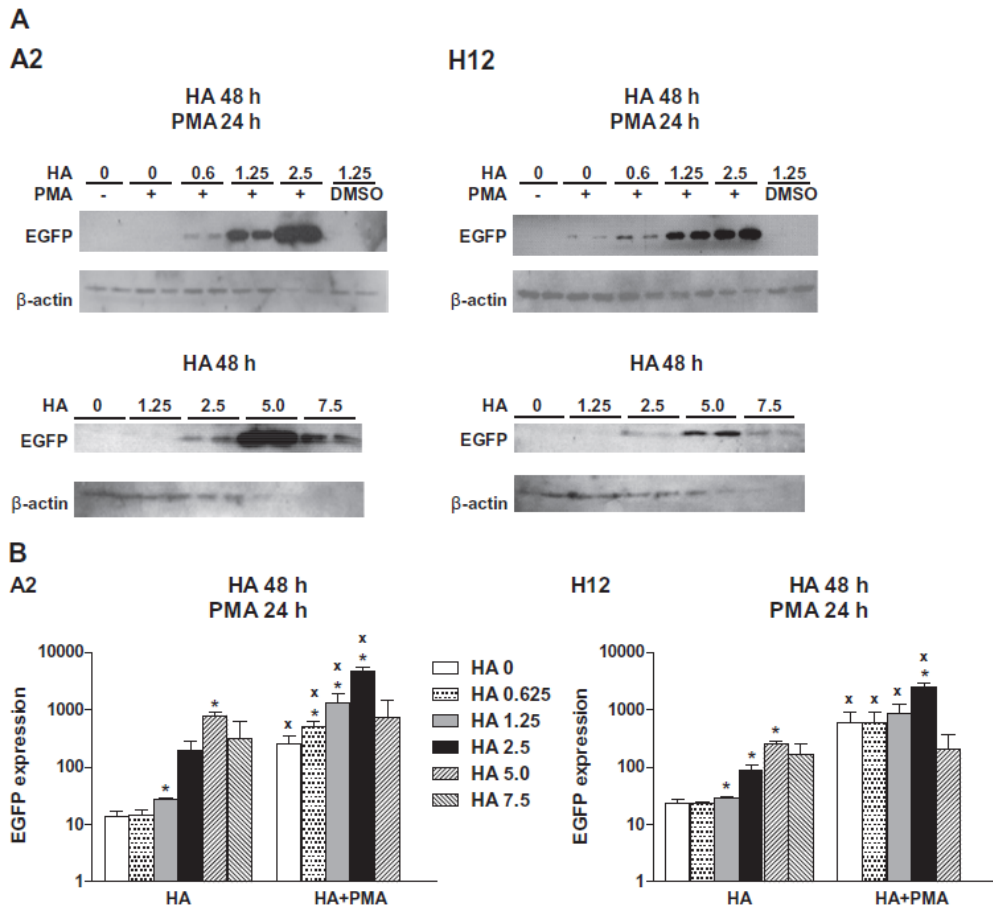 A
A2
HA 48 h
PMA 24 h
HA 0 0 0.6 1.25 2.5 1.25
PMA - + + + + DMSO
EGFP
β-actin
HA 48 h
HA 0 1.25 2.5 5.0 7.5
EGFP
β-actin
H12
HA 48 h
PMA 24 h
HA 0 0 0.6 1.25 2.5 1.25
PMA - + + + + DMSO
EGFP
β-actin
HA 48 h
HA 0 1.25 2.5 5.0 7.5
EGFP
β-actin
B
A2
HA 48 h
PMA 24 h
EGFP expression
10000
1000
100
10
1
* * x x * x * x *
HA HA+PMA
HA 0
HA 0.625
HA 1.25
HA 2.5
HA 5.0
HA 7.5
H12
HA 48 h
PMA 24 h
EGFP expression
10000
1000
100
10
1
* * * x x x x *
HA HA+PMA